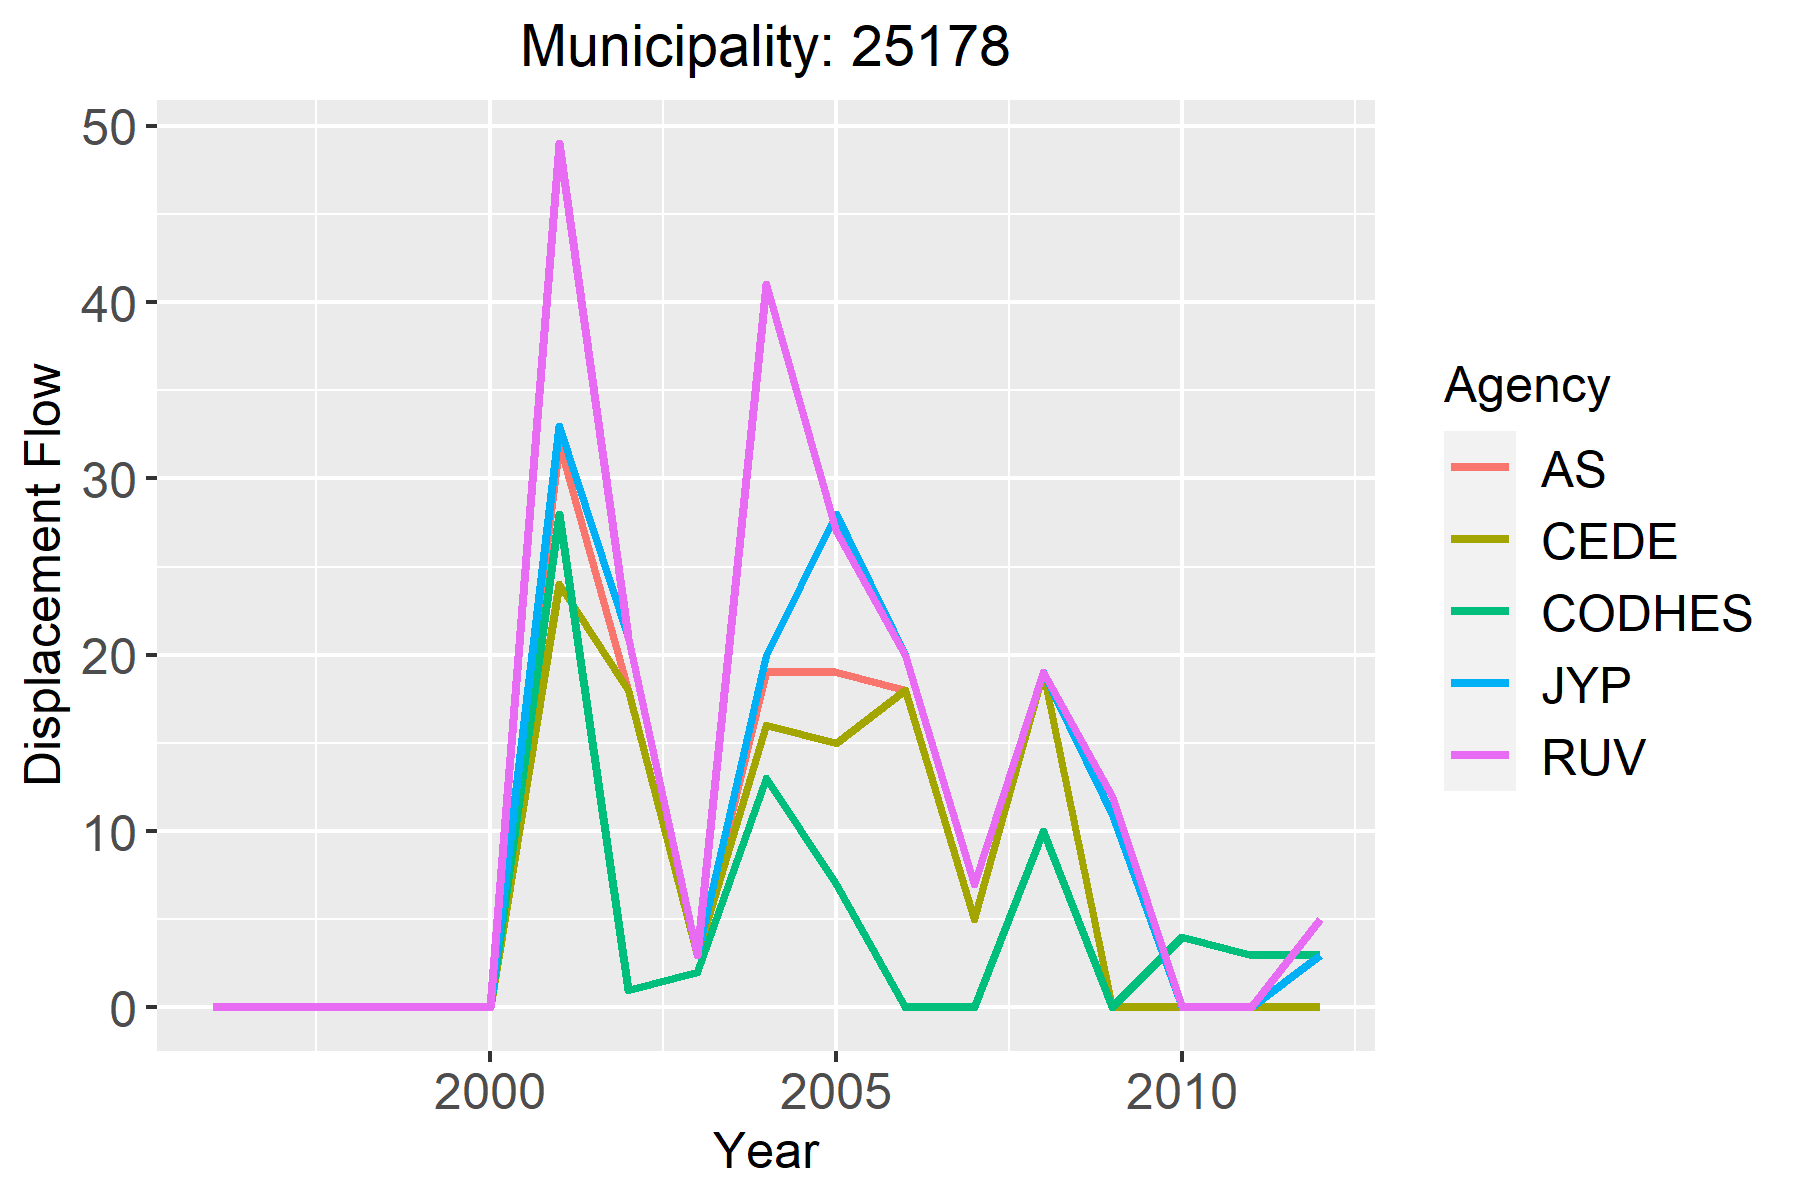 Municipality: 25178
50
40
30
20
10
0
Displacement Flow
2000 2005 2010
Year
Agency
AS
CEDE
CODHES
JYP
RUV